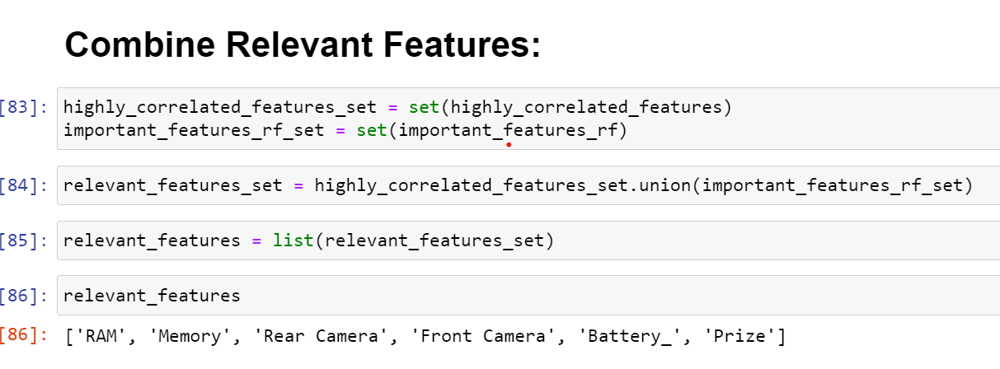 Combine Relevant Features:
[83]: highly_correlated_features_set = set(highly_correlated_features)
important_features_rf_set = set(important_features_rf)
[84]: relevant_features_set = highly_correlated_features_set.union(important_features_rf_set)
[85]: relevant_features = list(relevant_features_set)
[86]: relevant_features
[86]: ['RAM', 'Memory', 'Rear Camera', 'Front Camera', 'Battery_', 'Prize']